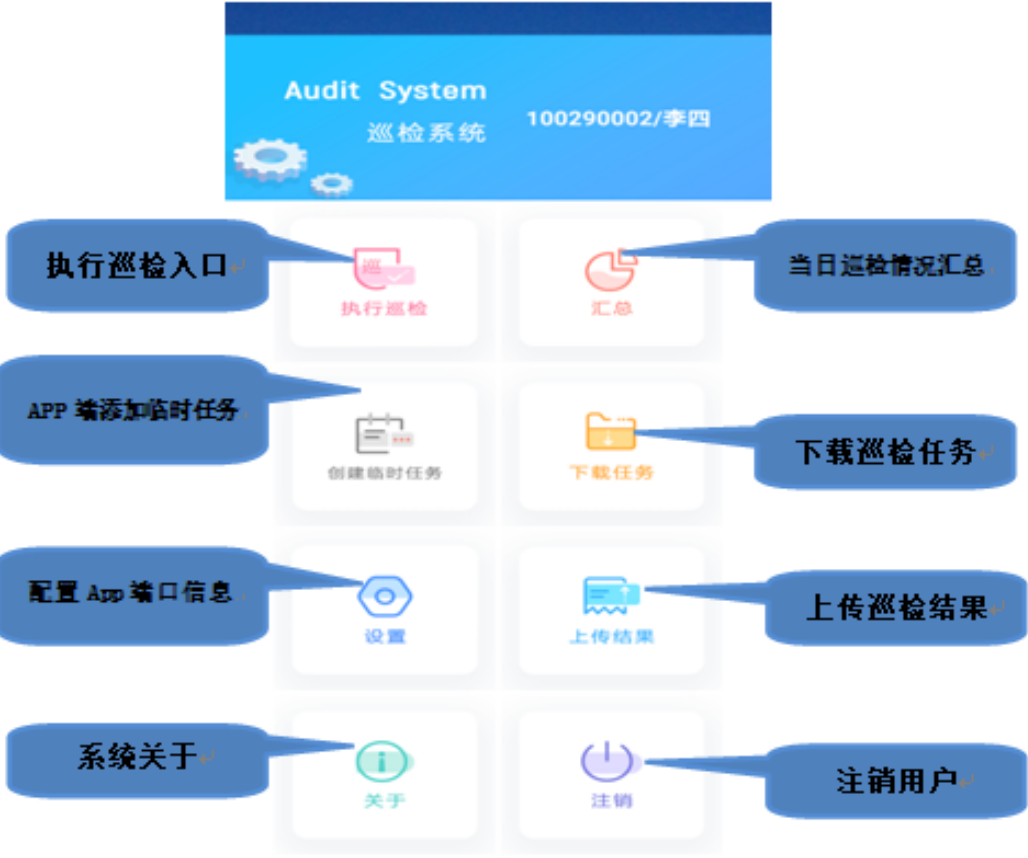 Audit System
巡检系统
100290002/李四
执行巡检入口
巡
执行巡检
汇总
当日巡检情况汇总
APP 端添加临时任务
创建临时任务
下载任务
下载巡检任务
配置 App 端口信息
设置
上传结果
上传巡检结果
系统关于
关于
注销
注销用户